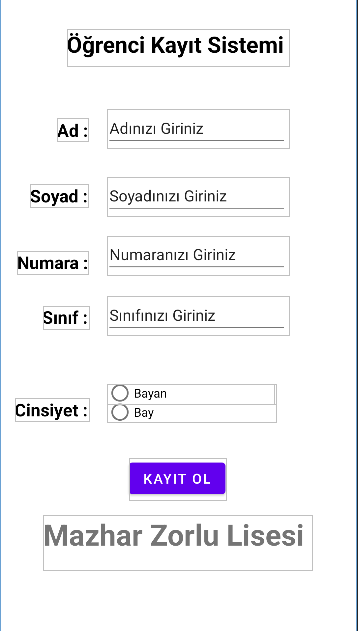 Öğrenci Kayıt Sistemi
Ad : Adınızı Giriniz
Soyad : Soyadınızı Giriniz
Numara : Numaranızı Giriniz
Sınıf : Sınıfınızı Giriniz
Cinsiyet :
Bayan
Bay
KAYIT OL
Mazhar Zorlu Lisesi